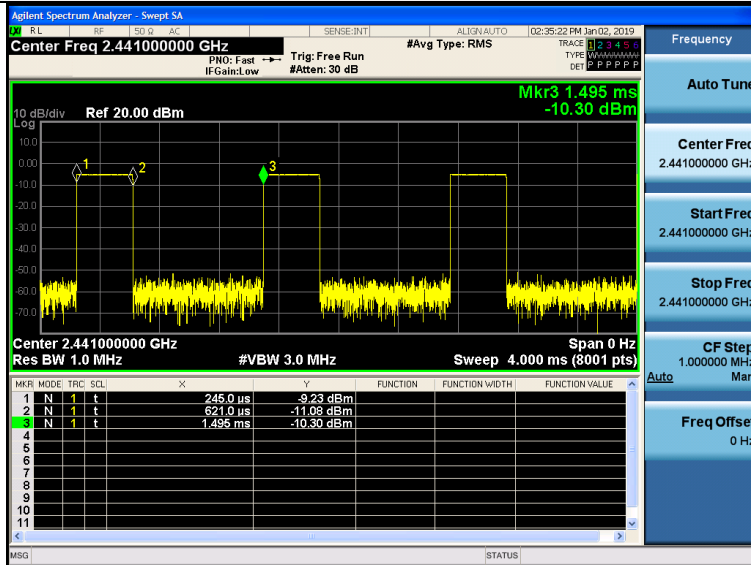 Agilent Spectrum Analyzer - Swept SA
RL RF 50 Ω AC SENSE:INT ALIGNAUTO 02:35:22 PM Jan 02, 2019
Center Freq 2.441000000 GHz #Avg Type: RMS TRACE 1 2 3 4 5 6
PNO: Fast Trig: Free Run TYPE
IFGain:Low #Atten: 30 dB DET P P P P P P
Mkr3 1.495 ms
-10.30 dBm
10 dB/div Ref 20.00 dBm
Log
10.0
0.00
-10.0
-20.0
-30.0
-40.0
-50.0
-60.0
-70.0
1
2
3
Center 2.441000000 GHz Span 0 Hz
Res BW 1.0 MHz #VBW 3.0 MHz Sweep 4.000 ms (8001 pts)
MKR MODE TRC SCL X Y FUNCTION FUNCTION WIDTH FUNCTION VALUE
1 N 1 t 245.0 µs -9.23 dBm
2 N 1 t 621.0 µs -11.08 dBm
3 N 1 t 1.495 ms -10.30 dBm
4
5
6
7
8
9
10
11
MSG STATUS
Frequency
Auto Tune
Center Freq
2.441000000 GHz
Start Freq
2.441000000 GHz
Stop Freq
2.441000000 GHz
CF Step
1.000000 MHz
Auto Man
Freq Offset
0 Hz